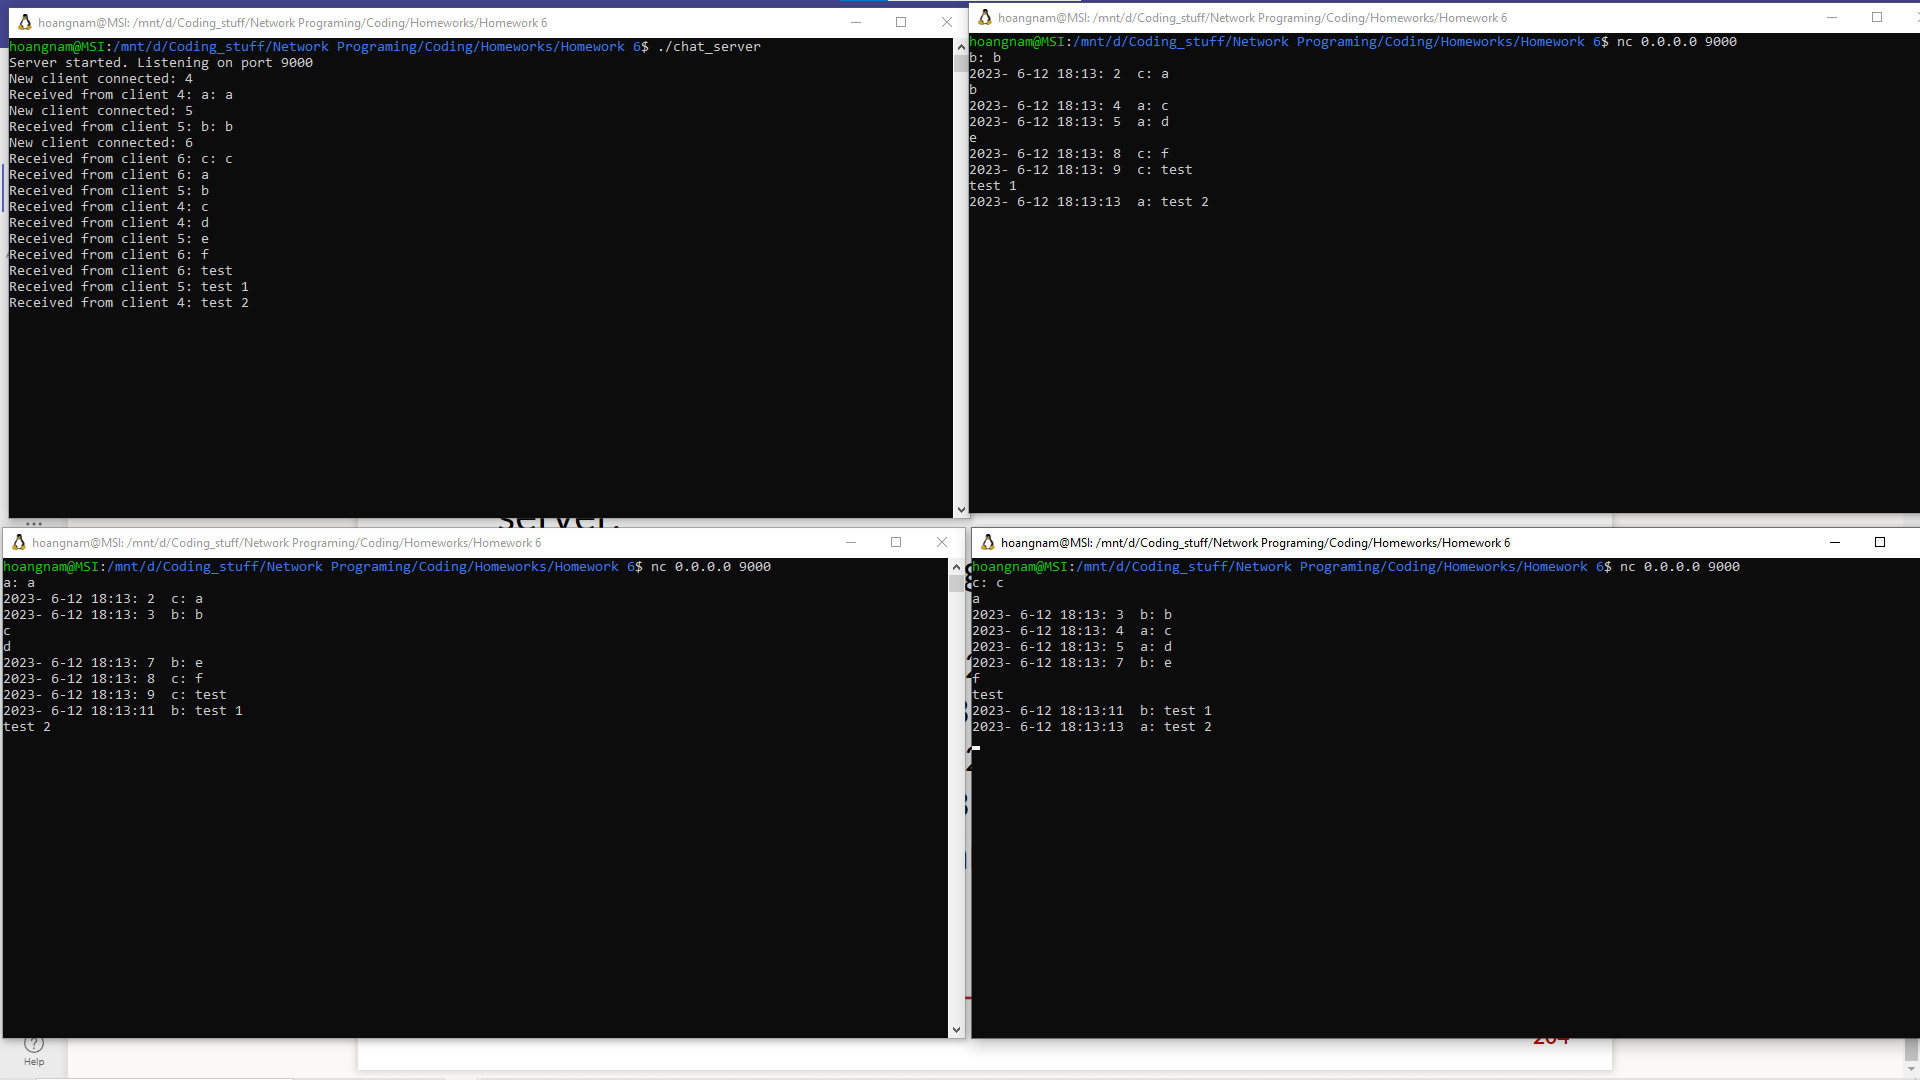 hoangnam@MSI: /mnt/d/Coding_stuff/Network Programing/Coding/Homeworks/Homework 6
hoangnam@MSI:/mnt/d/Coding_stuff/Network Programing/Coding/Homeworks/Homework 6$ ./chat_server
Server started. Listening on port 9000
New client connected: 4
Received from client 4: a: a
New client connected: 5
Received from client 5: b: b
New client connected: 6
Received from client 6: c: c
Received from client 6: a
Received from client 5: b
Received from client 4: c
Received from client 4: d
Received from client 5: e
Received from client 6: f
Received from client 6: test
Received from client 5: test 1
Received from client 4: test 2
hoangnam@MSI: /mnt/d/Coding_stuff/Network Programing/Coding/Homeworks/Homework 6
hoangnam@MSI:/mnt/d/Coding_stuff/Network Programing/Coding/Homeworks/Homework 6$ nc 0.0.0.0 9000
b: b
2023- 6-12 18:13: 2  c: a
b
2023- 6-12 18:13: 4  a: c
2023- 6-12 18:13: 5  a: d
e
2023- 6-12 18:13: 8  c: f
2023- 6-12 18:13: 9  c: test
test 1
2023- 6-12 18:13:13  a: test 2
server.
hoangnam@MSI: /mnt/d/Coding_stuff/Network Programing/Coding/Homeworks/Homework 6
hoangnam@MSI:/mnt/d/Coding_stuff/Network Programing/Coding/Homeworks/Homework 6$ nc 0.0.0.0 9000
a: a
2023- 6-12 18:13: 2  c: a
2023- 6-12 18:13: 3  b: b
c
d
2023- 6-12 18:13: 7  b: e
2023- 6-12 18:13: 8  c: f
2023- 6-12 18:13: 9  c: test
2023- 6-12 18:13:11  b: test 1
test 2
hoangnam@MSI: /mnt/d/Coding_stuff/Network Programing/Coding/Homeworks/Homework 6
hoangnam@MSI:/mnt/d/Coding_stuff/Network Programing/Coding/Homeworks/Homework 6$ nc 0.0.0.0 9000
c: c
a
2023- 6-12 18:13: 3  b: b
2023- 6-12 18:13: 4  a: c
2023- 6-12 18:13: 5  a: d
2023- 6-12 18:13: 7  b: e
f
test
2023- 6-12 18:13:11  b: test 1
2023- 6-12 18:13:13  a: test 2
Help